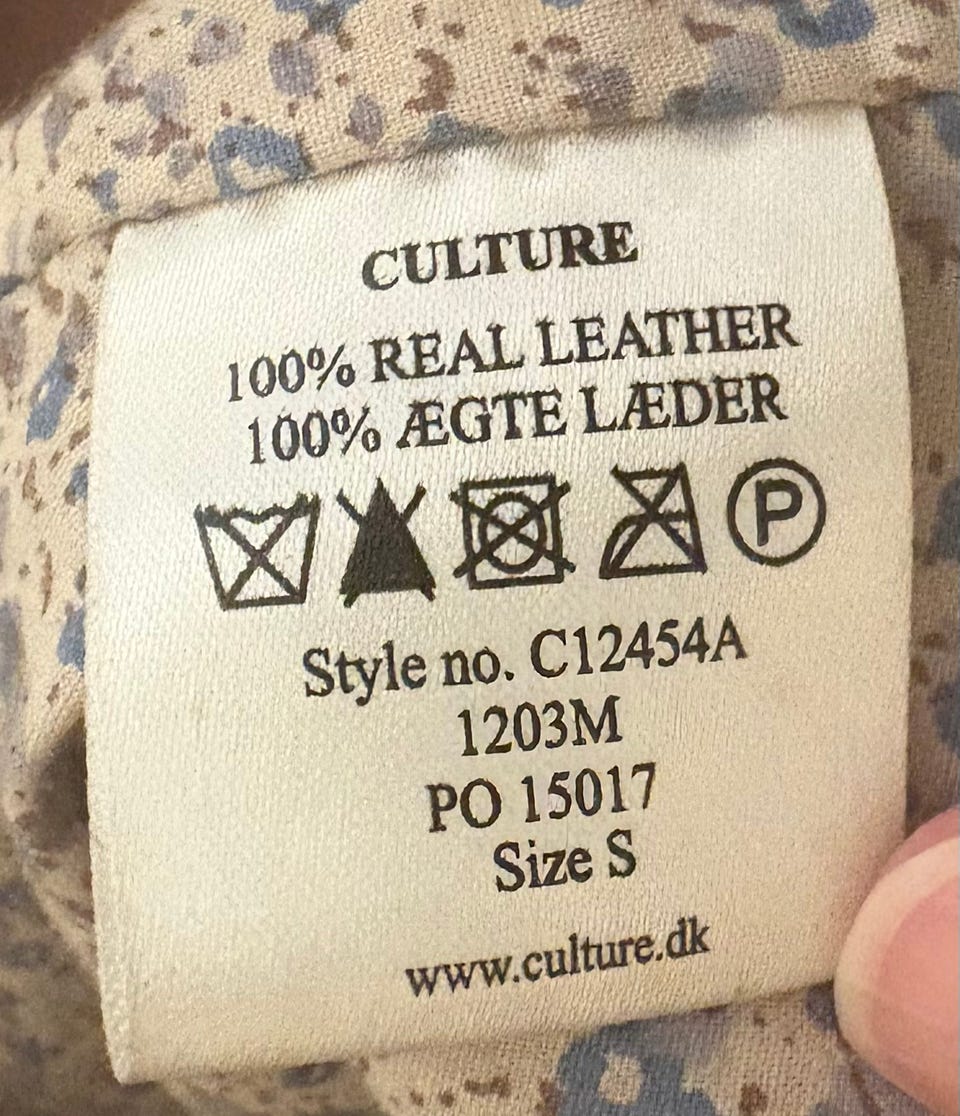 CULTURE
100% REAL LEATHER
100% ÆGTE LÆDER
P
Style no. C12454A
1203M
PO 15017
Size S
www.culture.dk